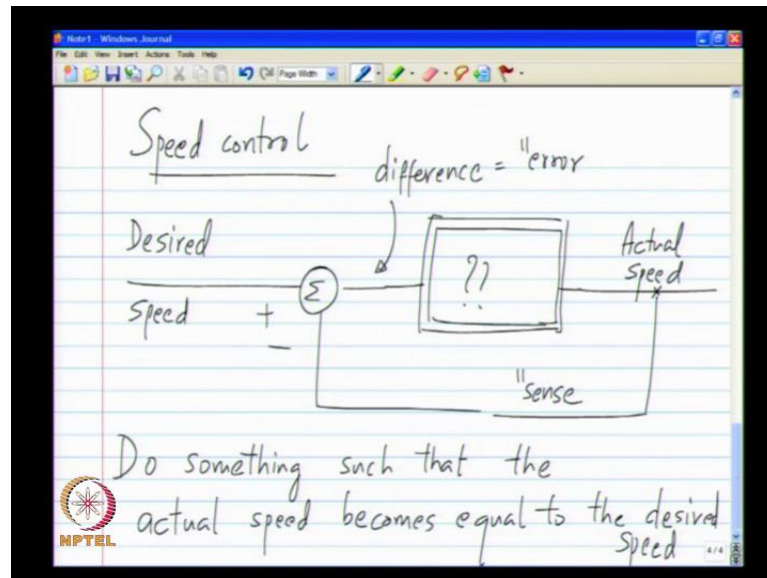 Note1 - Windows Journal
File Edit View Insert Actions Tools Help
Page Width
Speed control
difference = "error
Desired
Speed
+
−
Σ
??
Actual
Speed
"sense
Do something such that the
actual speed becomes equal to the desired
Speed
NPTEL
4/4